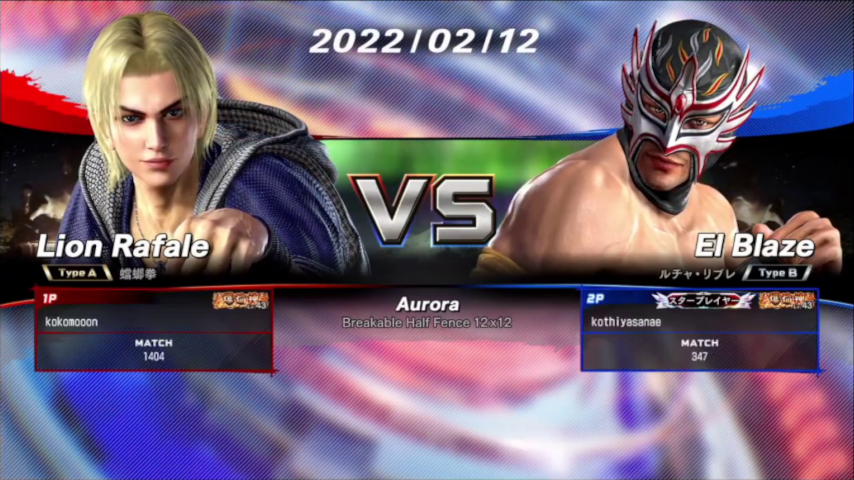 2022/02/12
VS
Lion Rafale
El Blaze
Type A
蟷螂拳
ルチャ・リブレ
Type B
1P
kokomooon
MATCH
1404
Aurora
Breakable Half Fence 12x12
2P
スタープレイヤー
kothiyasanae
MATCH
347